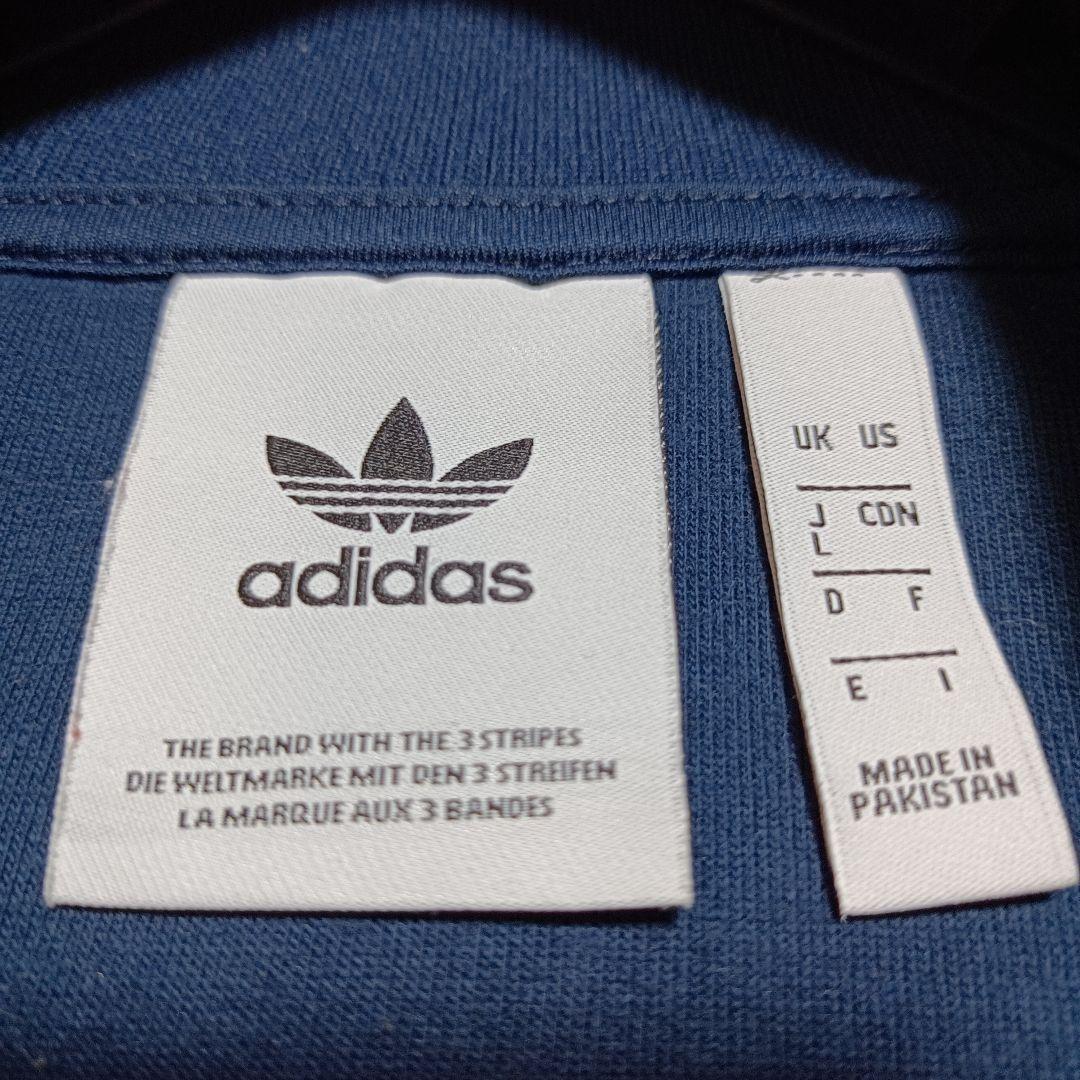 adidas
THE BRAND WITH THE 3 STRIPES
DIE WELTMARKE MIT DEN 3 STREIFEN
LA MARQUE AUX 3 BANDES
UK US
J CDN
L
D F
E I
MADE IN
PAKISTAN